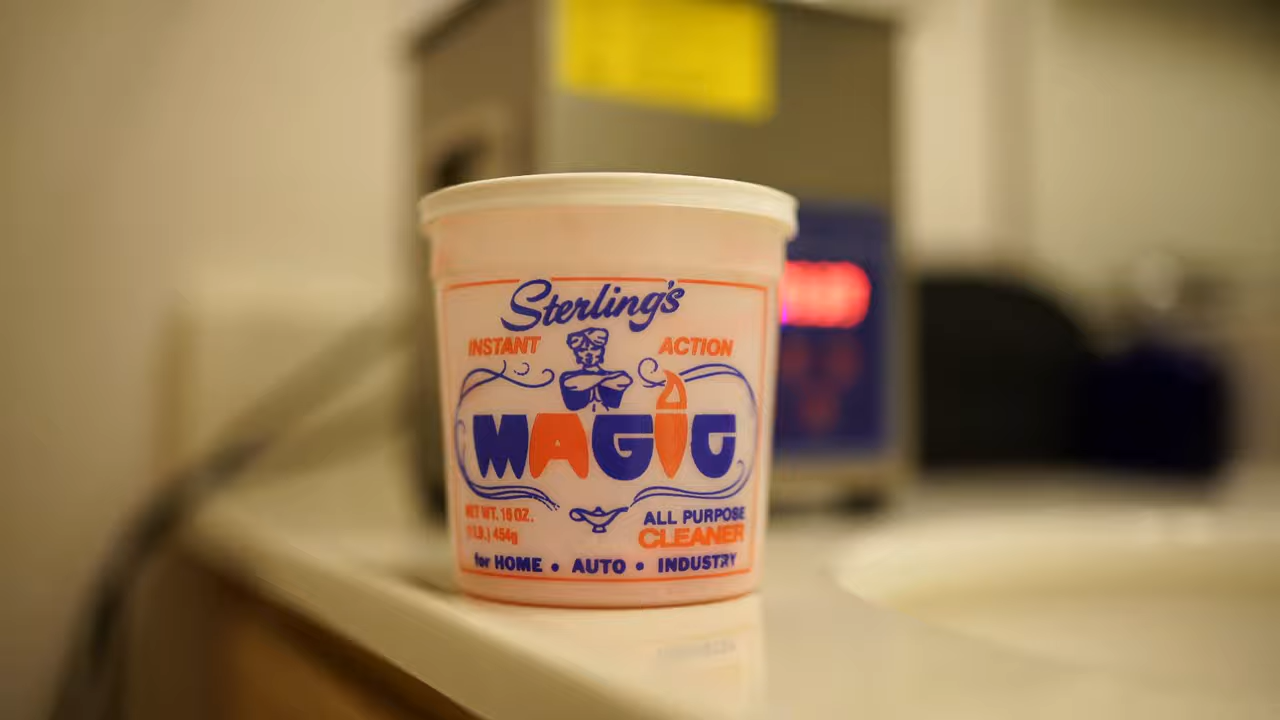 Sterling's
INSTANT ACTION
MAGIC
NET WT. 16 OZ.
(1 LB.) 454g
ALL PURPOSE
CLEANER
for HOME • AUTO • INDUSTRY